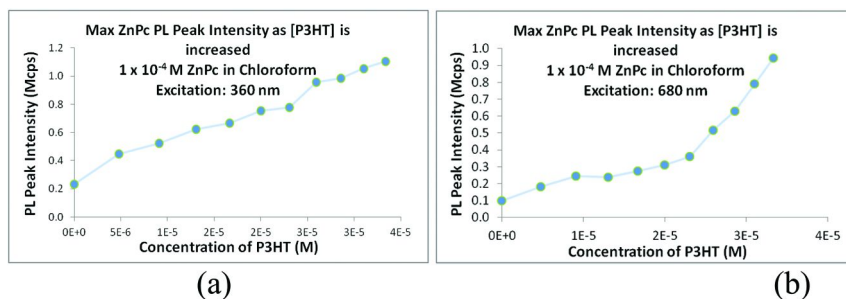 Max ZnPc PL Peak Intensity as [P3HT] is
increased
1 x 10⁻⁴ M ZnPc in Chloroform
Excitation: 360 nm
PL Peak Intensity (Mcps)
1.2
1.0
0.8
0.6
0.4
0.2
0.0
0E+0 5E-6 1E-5 2E-5 2E-5 3E-5 3E-5 4E-5
Concentration of P3HT (M)
(a)
Max ZnPc PL Peak Intensity as [P3HT] is
increased
1 x 10⁻⁴ M ZnPc in Chloroform
Excitation: 680 nm
PL Peak Intensity (Mcps)
1.0
0.9
0.8
0.7
0.6
0.5
0.4
0.3
0.2
0.1
0.0
0E+0 1E-5 2E-5 3E-5 4E-5
Concentration of P3HT (M)
(b)